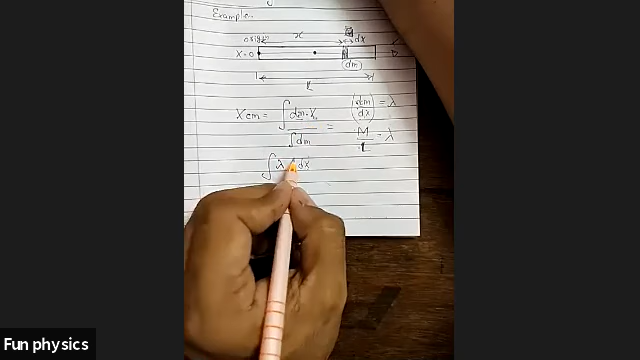 Example.
origin x dx
X=0
dm
L
Xcm = ∫dm·x / ∫dm =
dm/dx = λ
M/L = λ
∫λ dx
Fun physics